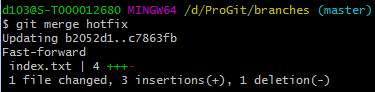 d103@S-T000012680 MINGW64 /d/ProGit/branches (master)
$ git merge hotfix
Updating b2052d1..c7863fb
Fast-forward
 index.txt | 4 +++-
 1 file changed, 3 insertions(+), 1 deletion(-)